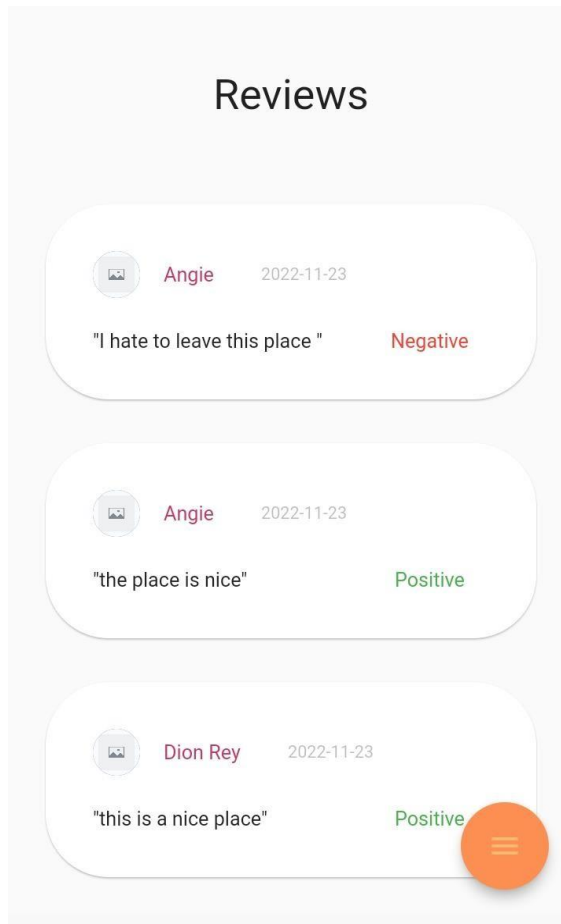 Reviews
Angie 2022-11-23
"I hate to leave this place " Negative
Angie 2022-11-23
"the place is nice" Positive
Dion Rey 2022-11-23
"this is a nice place" Positive